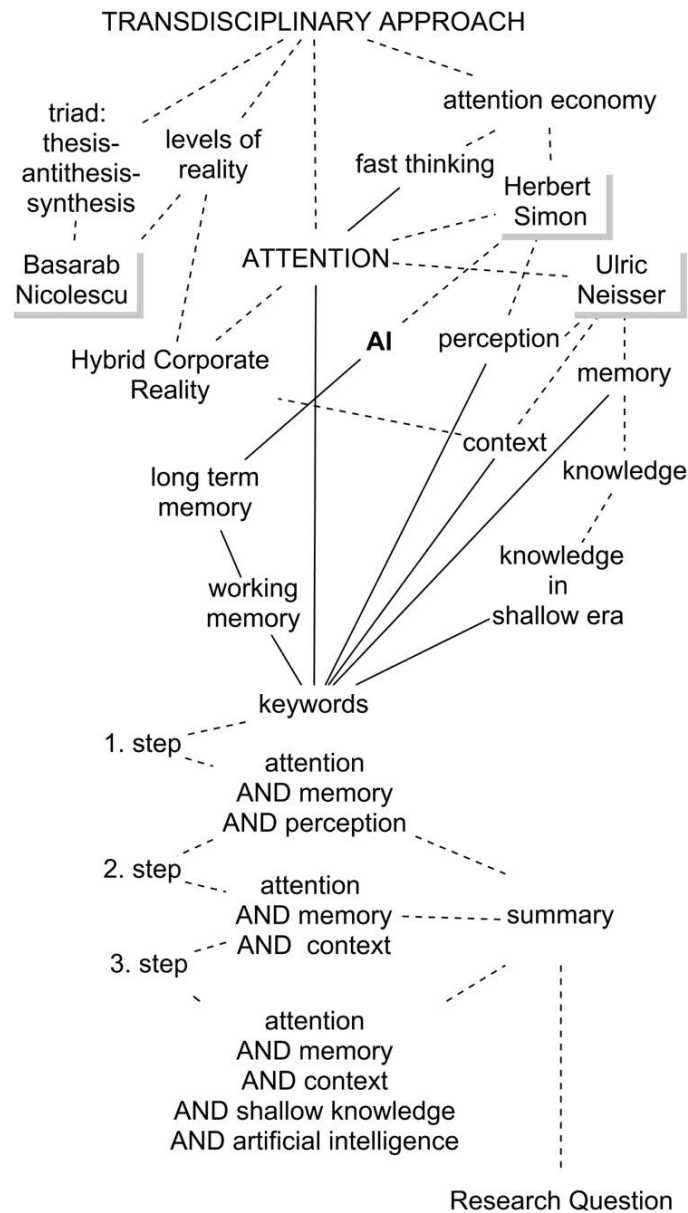 TRANSDISCIPLINARY APPROACH
attention economy
triad:
thesis-
antithesis-
synthesis
levels of
reality
fast thinking
Herbert
Simon
Basarab
Nicolescu
ATTENTION
Ulric
Neisser
AI
perception
Hybrid Corporate
Reality
memory
context
knowledge
long term
memory
knowledge
in
shallow era
working
memory
keywords
1. step
attention
AND memory
AND perception
2. step
attention
AND memory
AND context
summary
3. step
attention
AND memory
AND context
AND shallow knowledge
AND artificial intelligence
Research Question